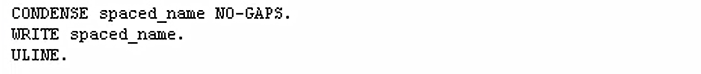 CONDENSE spaced_name NO-GAPS.
WRITE spaced_name.
ULINE.